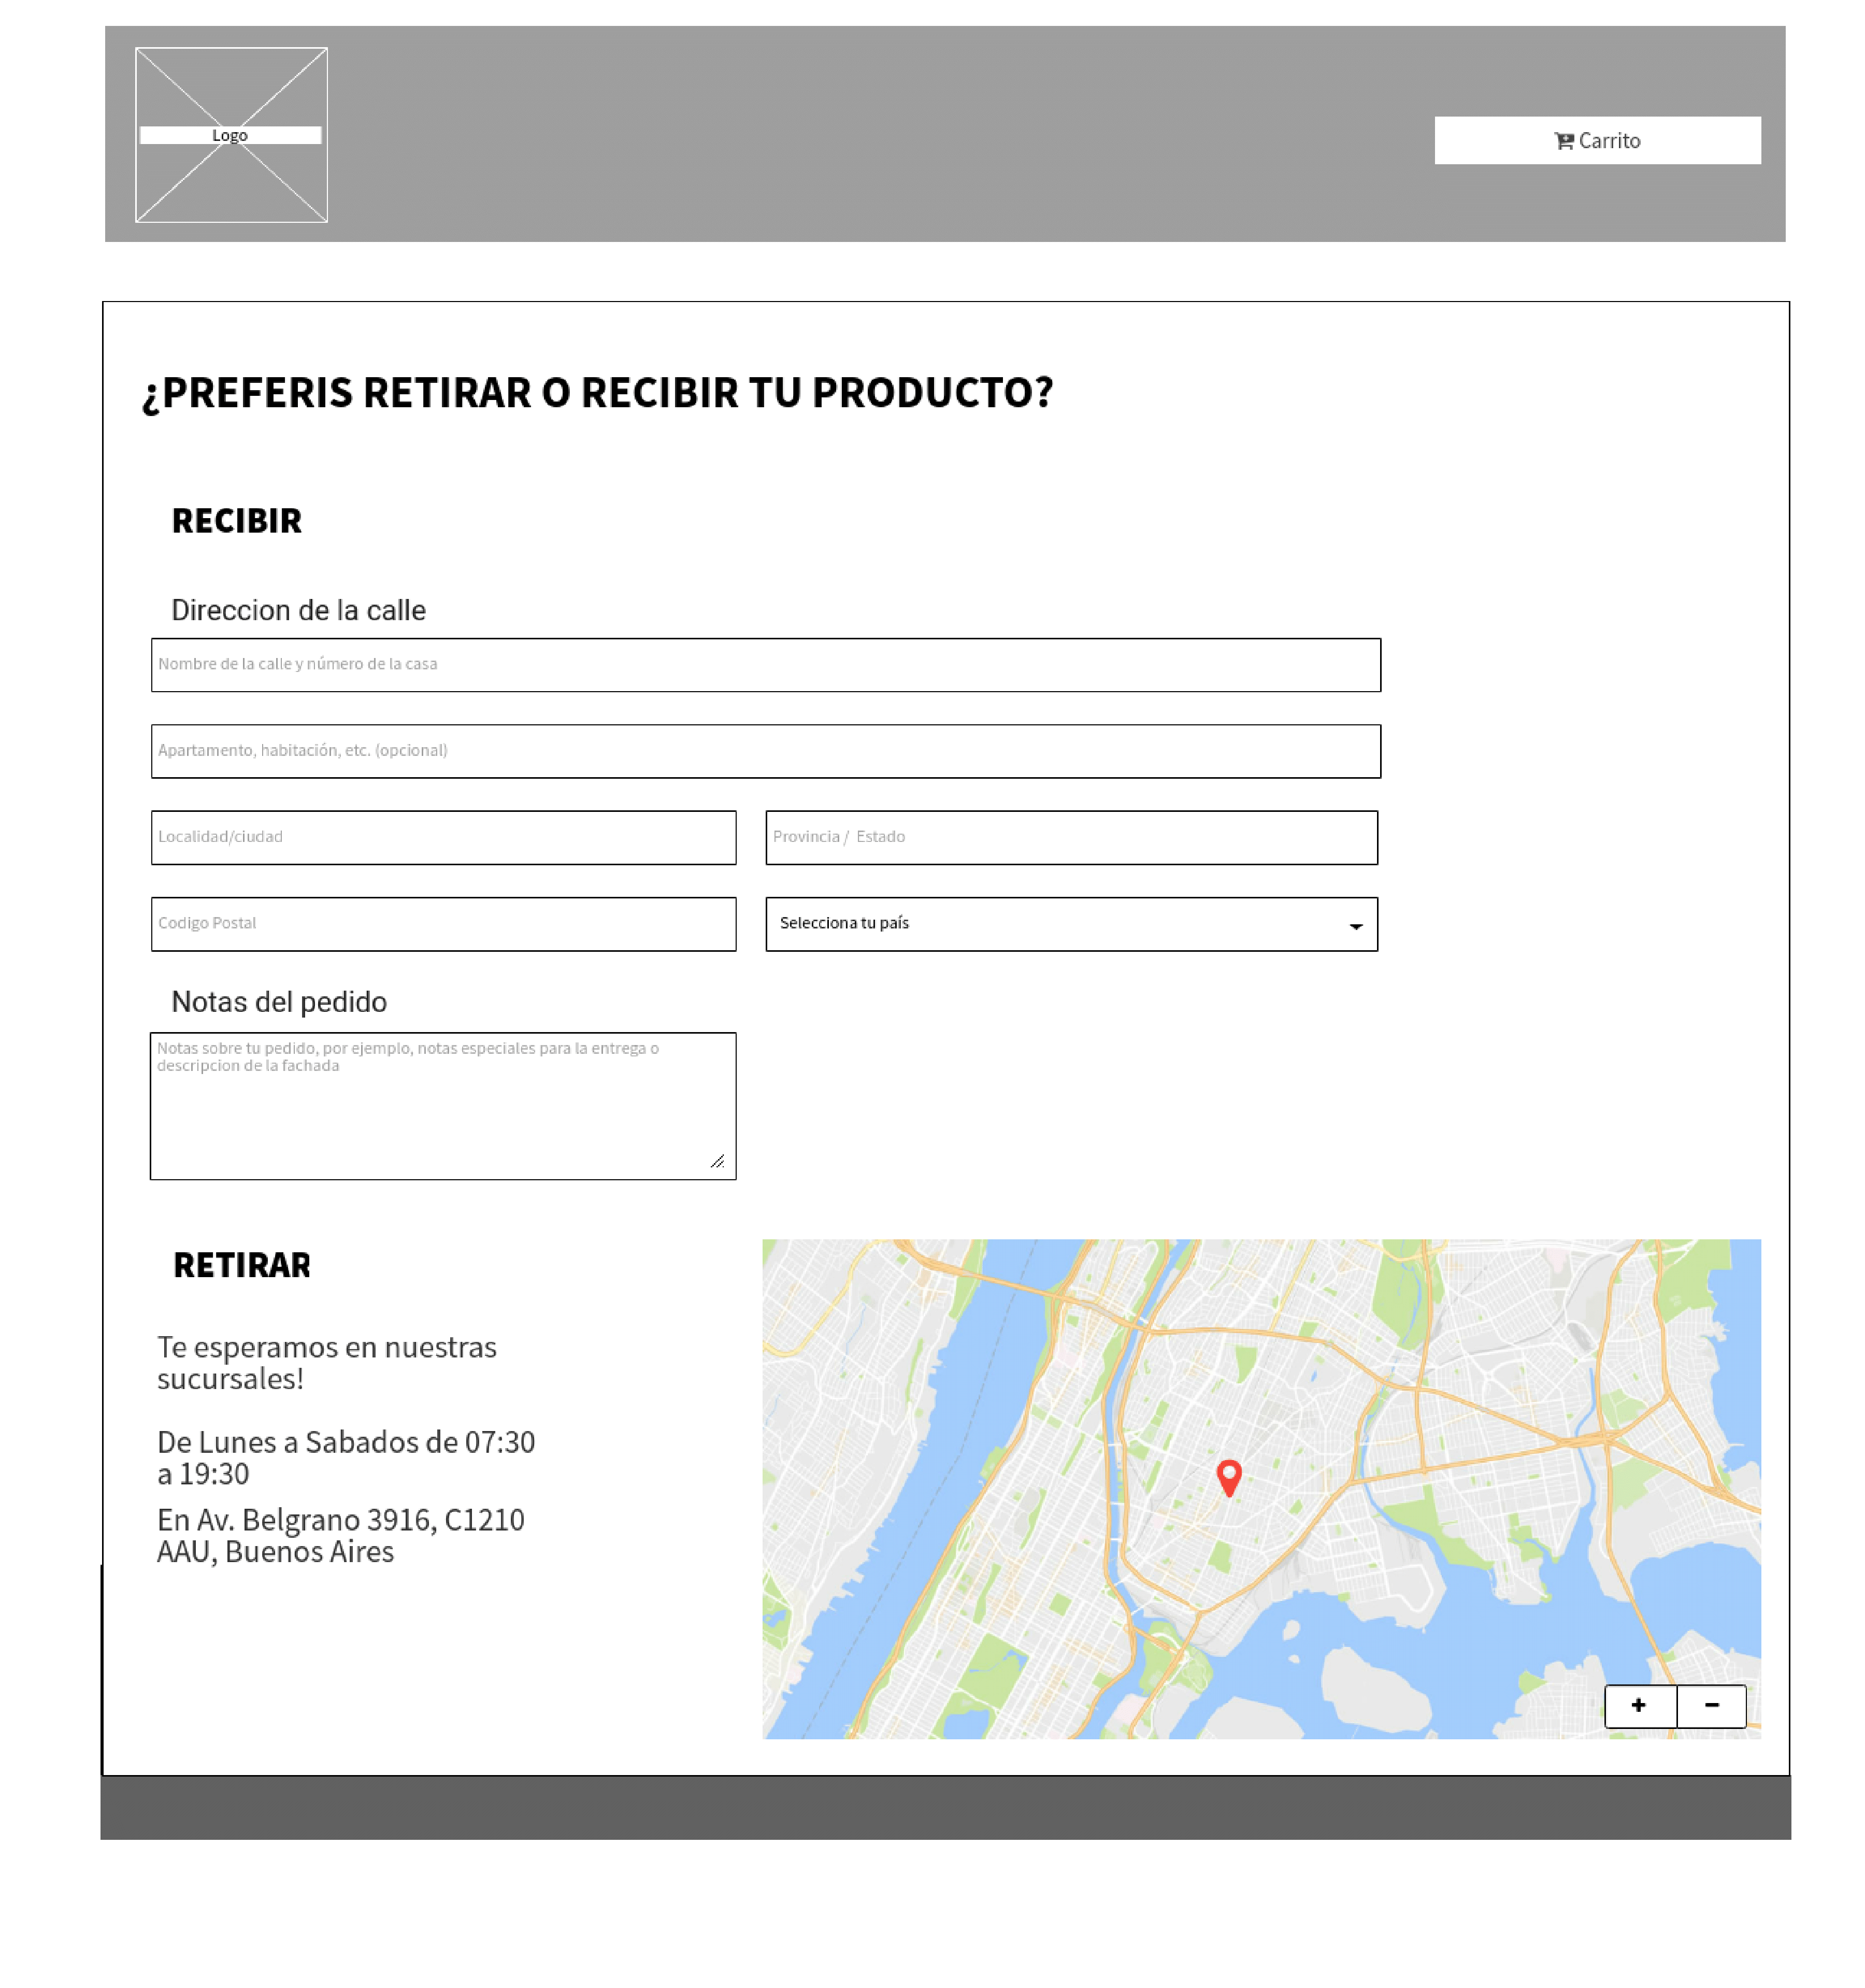 Logo
Carrito
¿PREFERIS RETIRAR O RECIBIR TU PRODUCTO?
RECIBIR
Direccion de la calle
Nombre de la calle y número de la casa
Apartamento, habitación, etc. (opcional)
Localidad/ciudad
Provincia / Estado
Codigo Postal
Selecciona tu país
Notas del pedido
Notas sobre tu pedido, por ejemplo, notas especiales para la entrega o
descripcion de la fachada
RETIRAR
Te esperamos en nuestras
sucursales!
De Lunes a Sabados de 07:30
a 19:30
En Av. Belgrano 3916, C1210
AAU, Buenos Aires
+ −